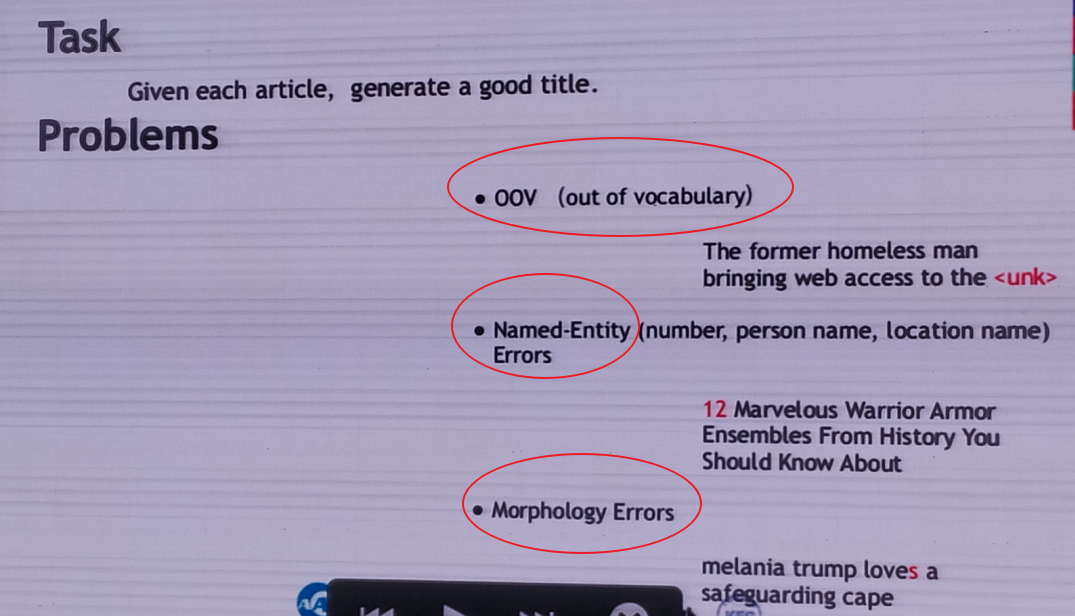 Task
Given each article, generate a good title.
Problems
• OOV (out of vocabulary)
The former homeless man
bringing web access to the <unk>
• Named-Entity (number, person name, location name)
Errors
12 Marvelous Warrior Armor
Ensembles From History You
Should Know About
• Morphology Errors
melania trump loves a
safeguarding cape